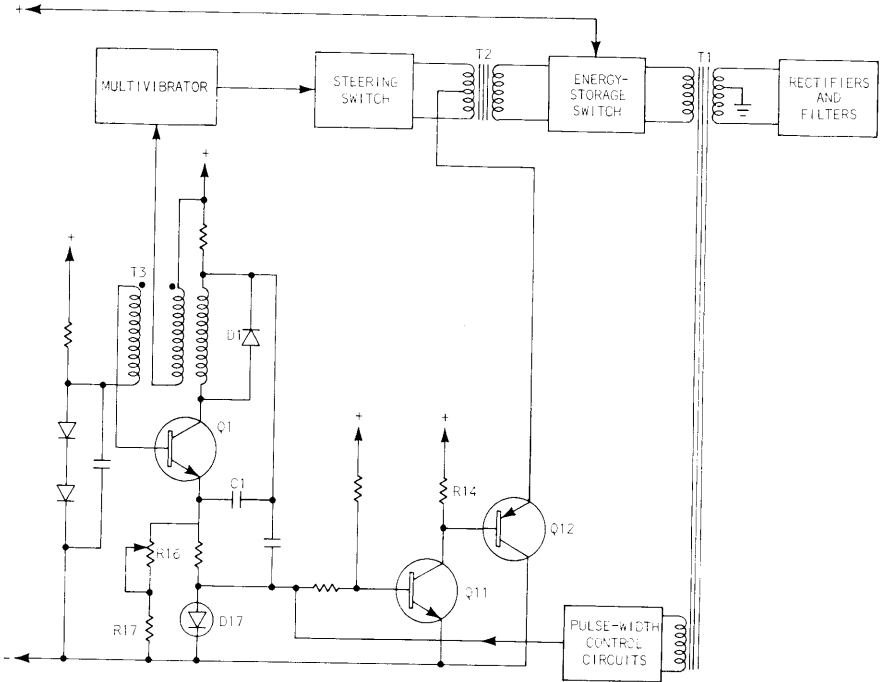 +
MULTIVIBRATOR
STEERING
SWITCH
T2
ENERGY-
STORAGE
SWITCH
T1
RECTIFIERS
AND
FILTERS
+
+
T3
D1
Q1
+
+
C1
R14
Q12
R16
Q11
R17
D17
PULSE-WIDTH
CONTROL
CIRCUITS
-